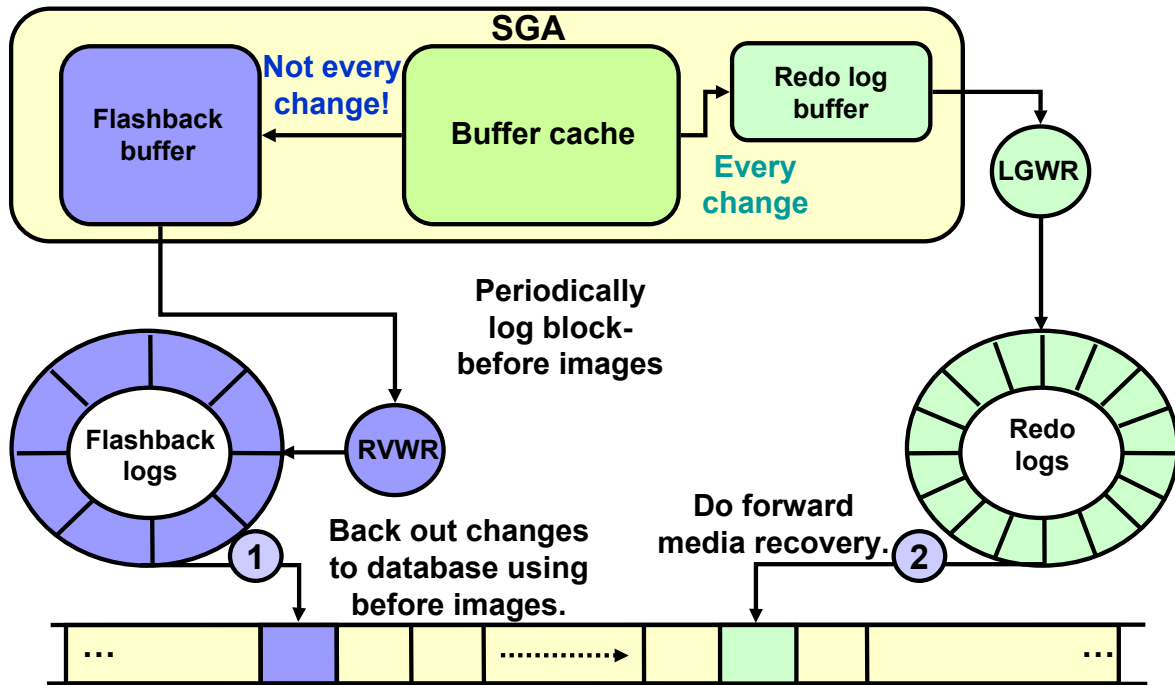 SGA
Not every
change!
Flashback
buffer
Buffer cache
Redo log
buffer
Every
change
LGWR
Periodically
log block-
before images
Flashback
logs
RVWR
Redo
logs
1
Back out changes
to database using
before images.
Do forward
media recovery.
2
...
...